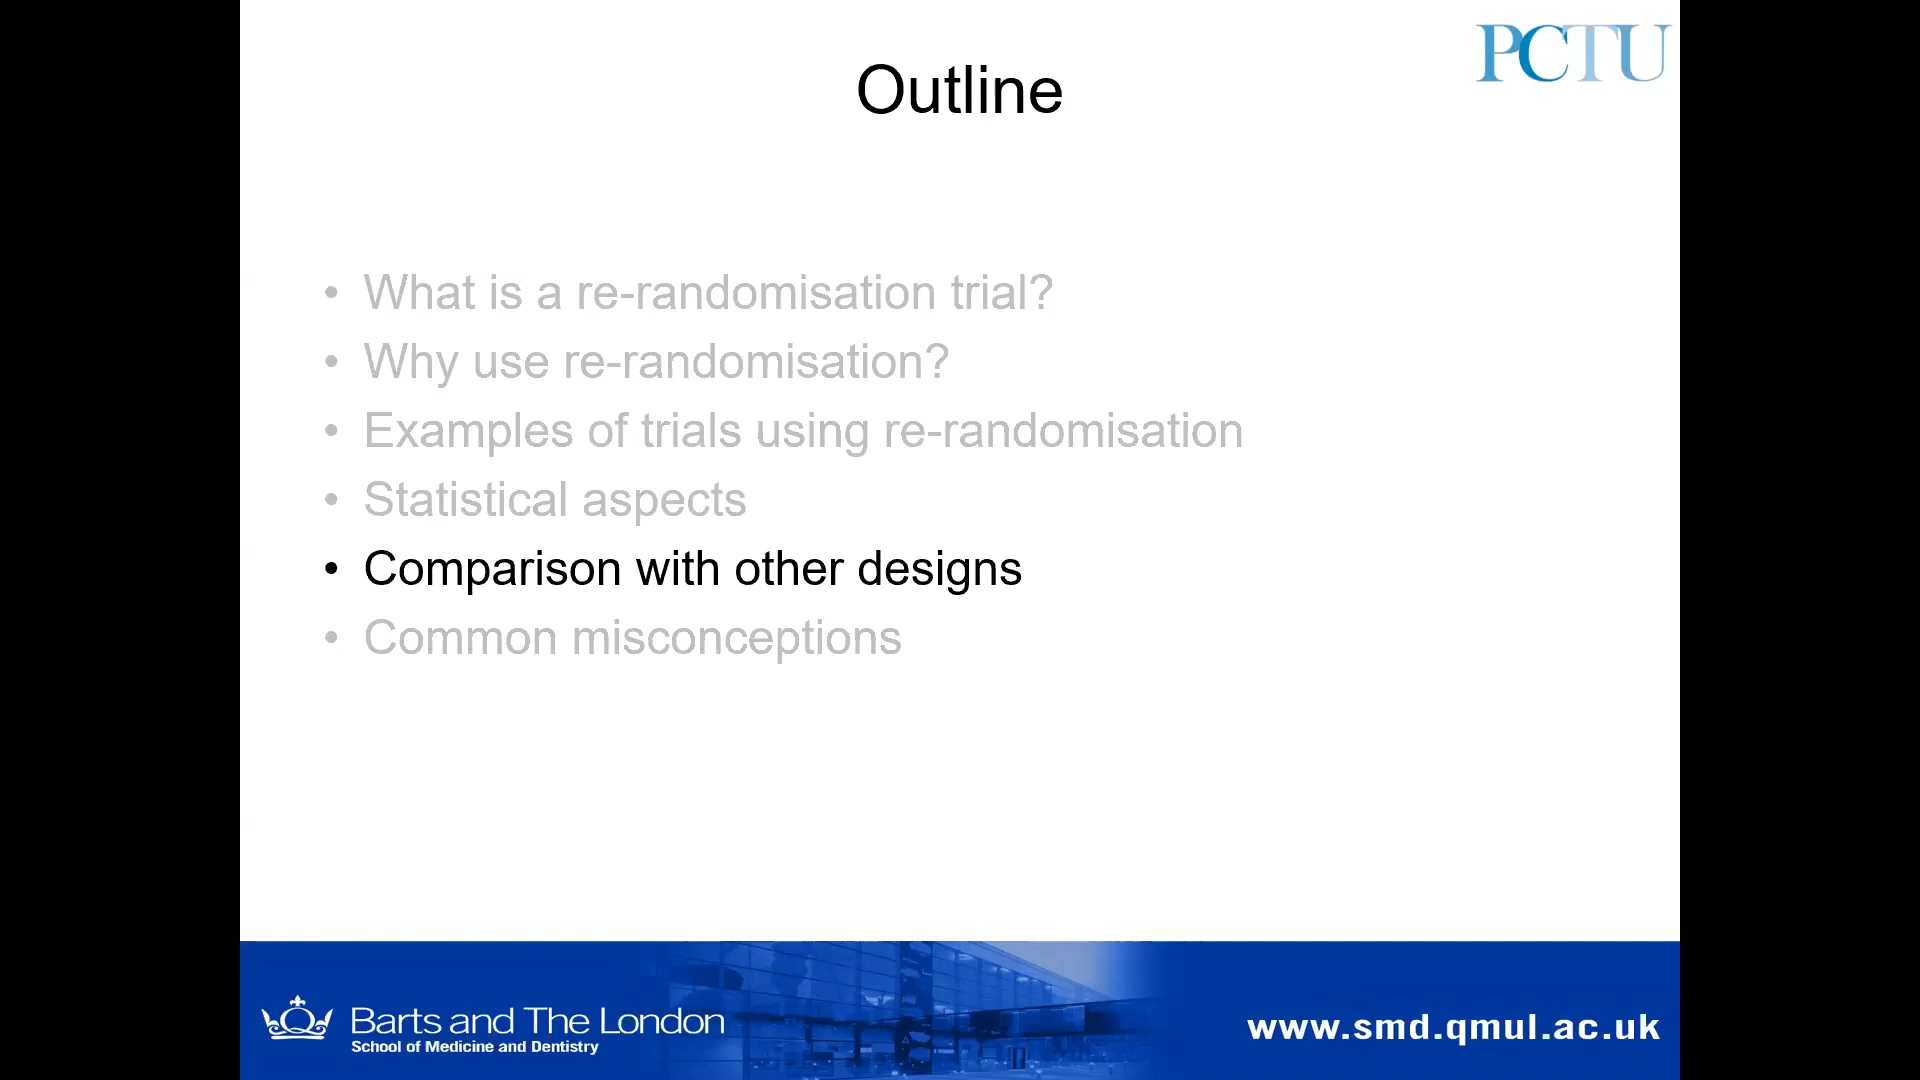 PCTU
Outline
• What is a re-randomisation trial?
• Why use re-randomisation?
• Examples of trials using re-randomisation
• Statistical aspects
• Comparison with other designs
• Common misconceptions
Barts and The London
School of Medicine and Dentistry
www.smd.qmul.ac.uk